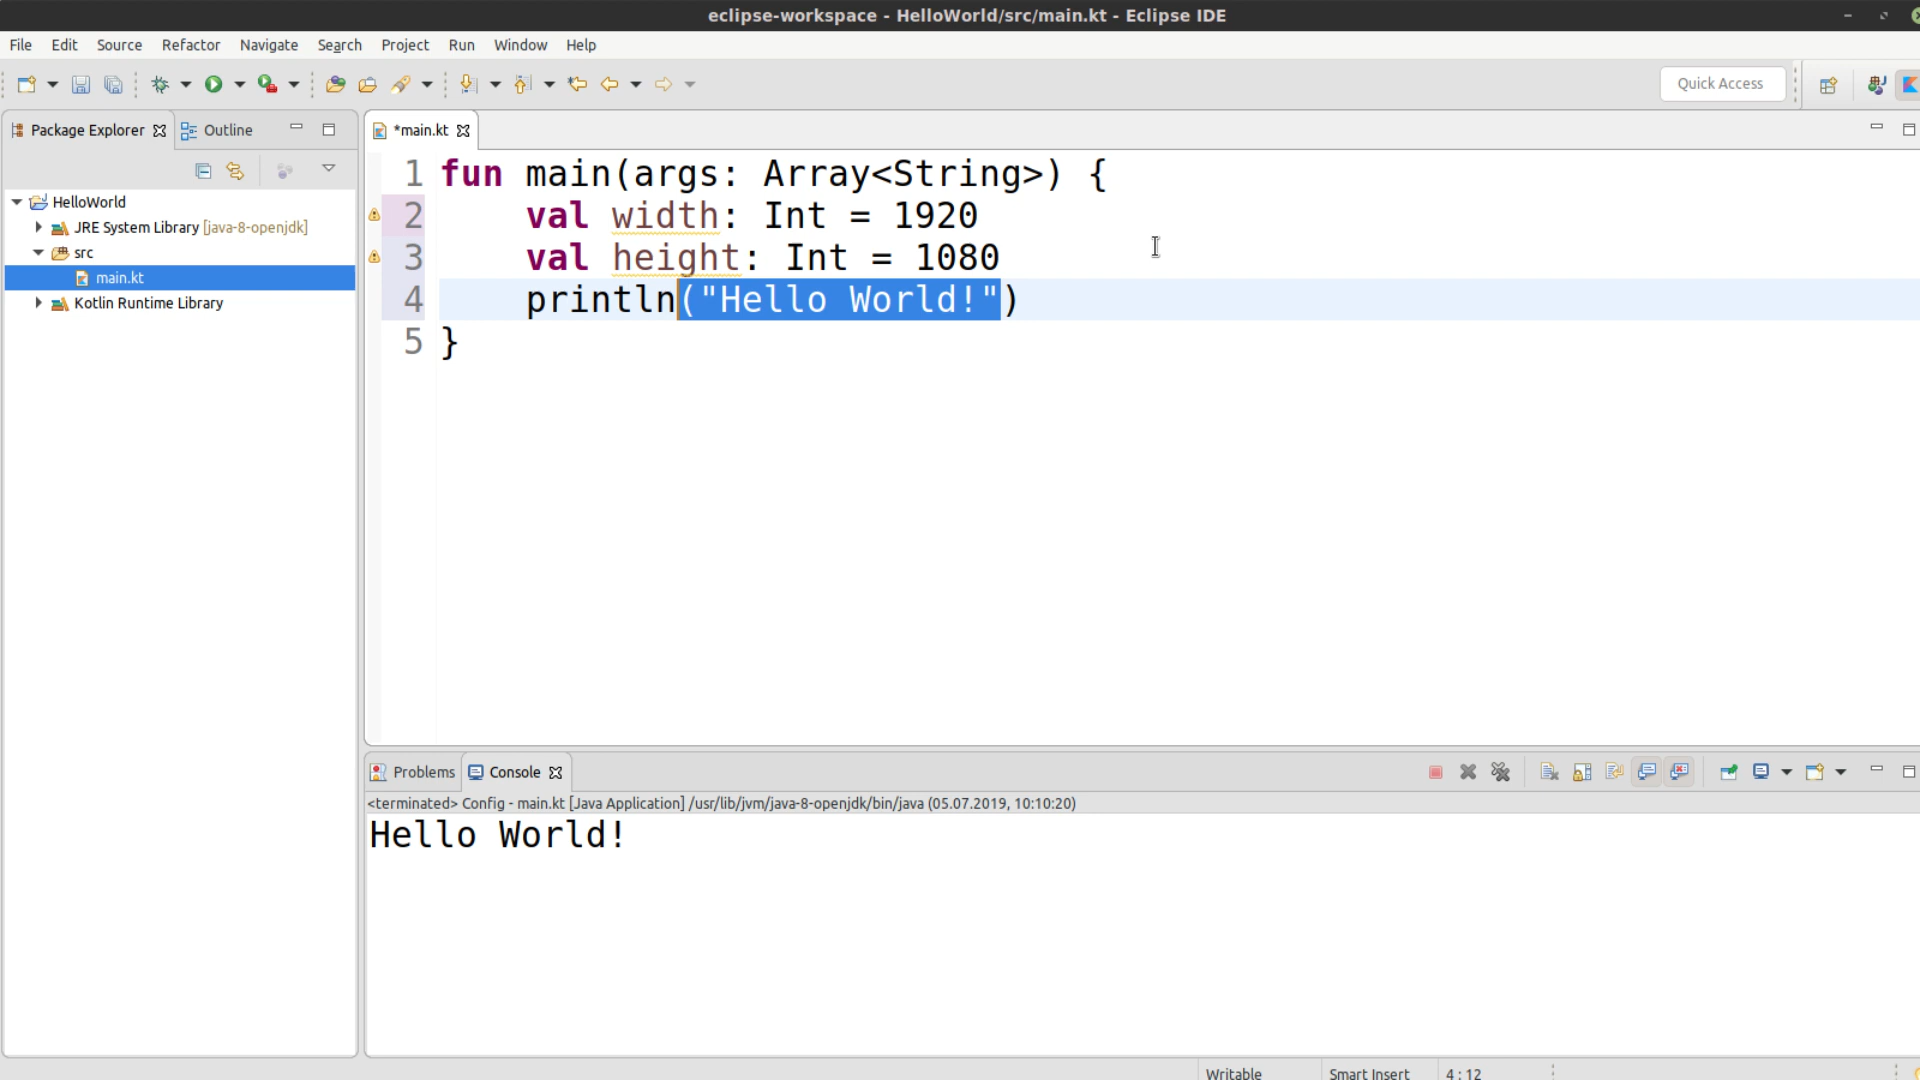 eclipse-workspace - HelloWorld/src/main.kt - Eclipse IDE
File Edit Source Refactor Navigate Search Project Run Window Help
Quick Access
Package Explorer Outline
*main.kt
HelloWorld
JRE System Library [java-8-openjdk]
src
main.kt
Kotlin Runtime Library
1 fun main(args: Array<String>) {
2 val width: Int = 1920
3 val height: Int = 1080
4 println("Hello World!")
5 }
Problems Console
<terminated> Config - main.kt [Java Application] /usr/lib/jvm/java-8-openjdk/bin/java (05.07.2019, 10:10:20)
Hello World!
Writable Smart Insert 4 : 12